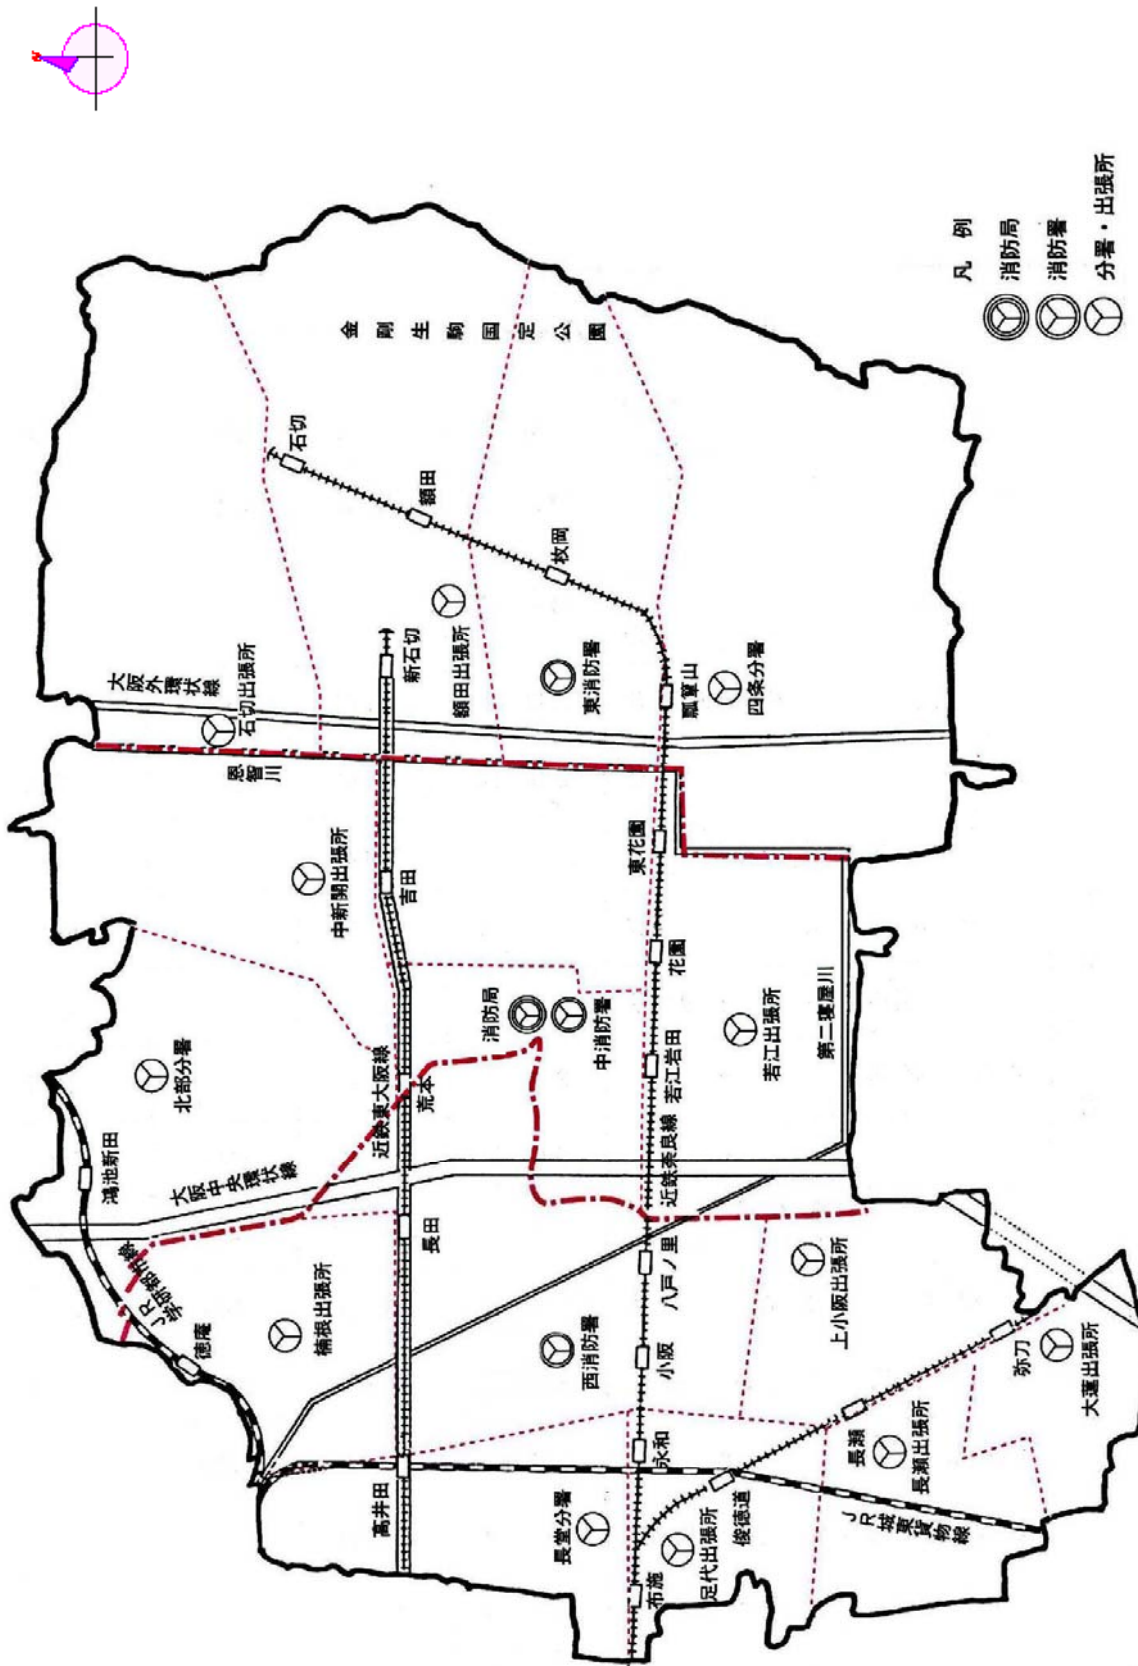 金剛生駒国定公園
石切
額田
枚岡
瓢箪山
新石切
大阪外環状線
石切出張所
額田出張所
東消防署
四条分署
恩智川
中新開出張所
吉田
東花園
花園
若江岩田
近鉄奈良線
若江出張所
第二寝屋川
消防局
中消防署
北部分署
近鉄東大阪線
荒本
鴻池新田
大阪中央環状線
JR
学研都市線
徳庵
楠根出張所
長田
西消防署
八戸ノ里
小阪
上小阪出張所
弥刀
大蓮出張所
長瀬
長瀬出張所
永和
高井田
長堂分署
布施
足代出張所
俊徳道
JR城東貨物線
凡例
消防局
消防署
分署・出張所